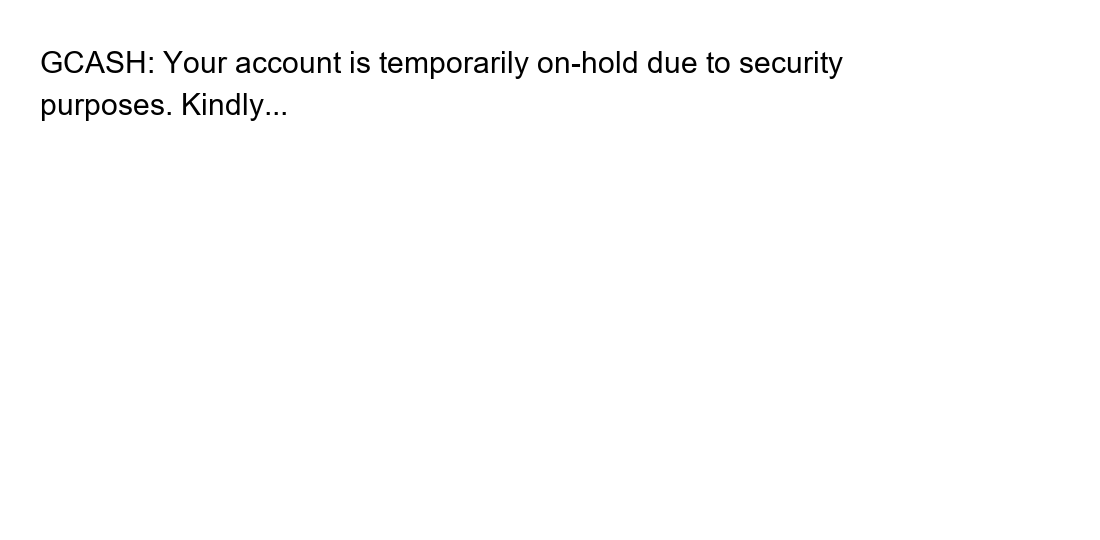 GCASH: Your account is temporarily on-hold due to security
purposes. Kindly...